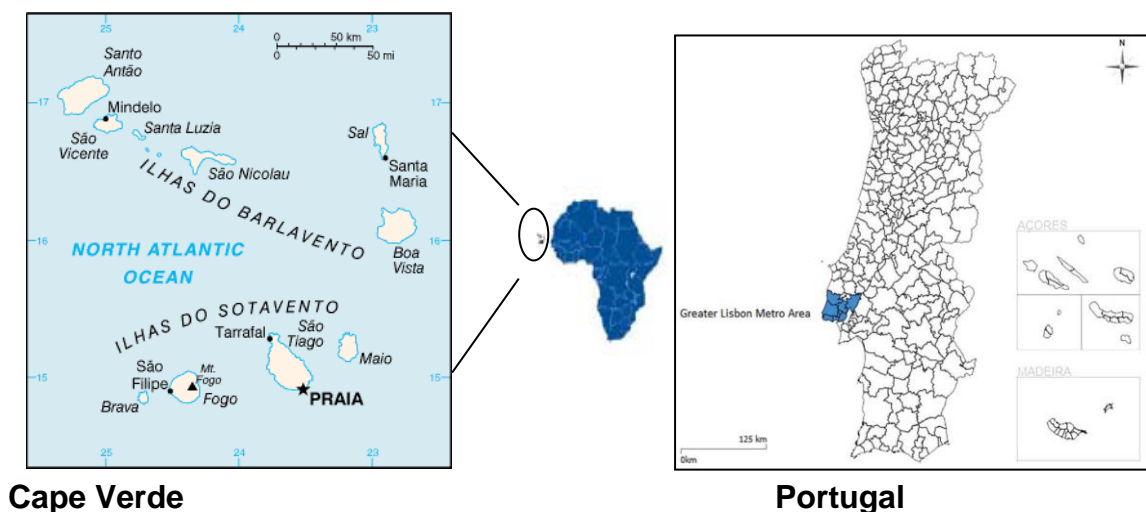 25
24
23
0
50 km
0
50 mi
Santo
Antão
17
17
Mindelo
São
Vicente
Santa Luzia
São Nicolau
Sal
Santa
Maria
ILHAS DO BARLAVENTO
16
16
NORTH ATLANTIC
OCEAN
Boa
Vista
ILHAS DO SOTAVENTO
Tarrafal
São
Tiago
Maio
15
15
São
Filipe
Mt.
Fogo
Fogo
Brava
PRAIA
25
24
23
Cape Verde
N
AÇORES
Greater Lisbon Metro Area
MADEIRA
125 km
0km
Portugal